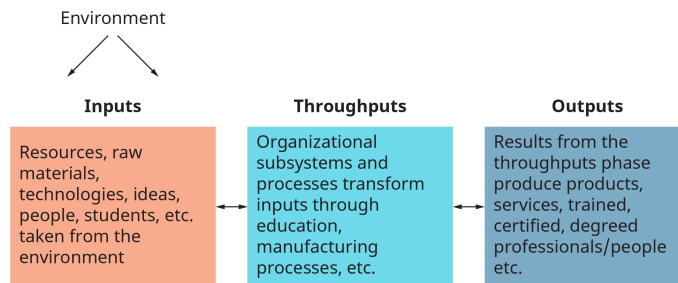 Environment
Inputs
Throughputs
Outputs
Resources, raw
materials,
technologies, ideas,
people, students, etc.
taken from the
environment
Organizational
subsystems and
processes transform
inputs through
education,
manufacturing
processes, etc.
Results from the
throughputs phase
produce products,
services, trained,
certified, degreed
professionals/people
etc.